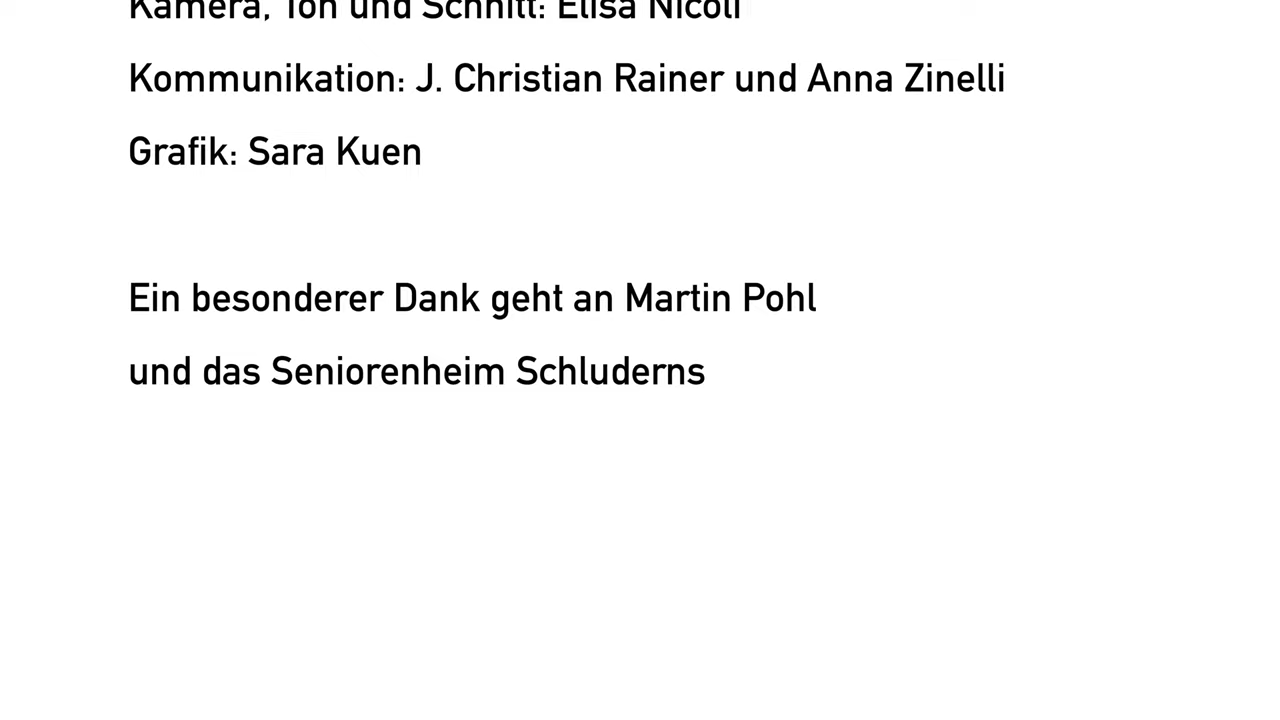 Kamera, Ton und Schnitt: Elisa Nicoli
Kommunikation: J. Christian Rainer und Anna Zinelli
Grafik: Sara Kuen
Ein besonderer Dank geht an Martin Pohl
und das Seniorenheim Schluderns